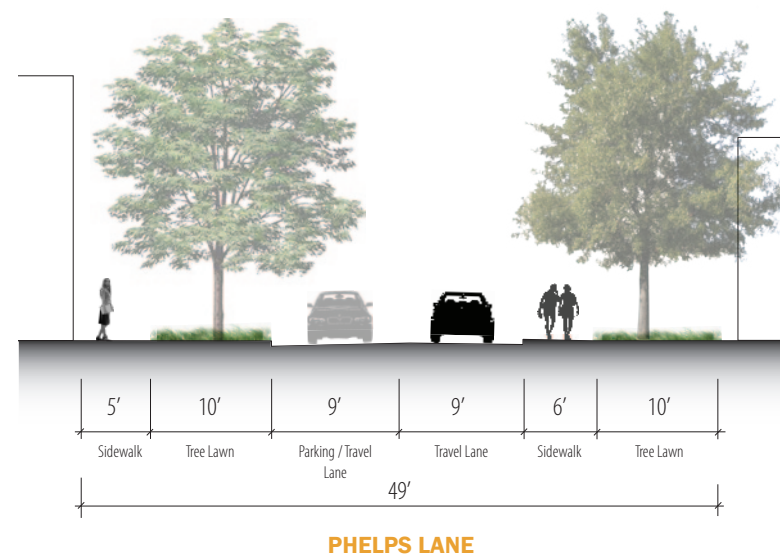 5’ 10’ 9’ 9’ 6’ 10’
Sidewalk Tree Lawn Parking / Travel Travel Lane Sidewalk Tree Lawn
Lane
49’
PHELPS LANE